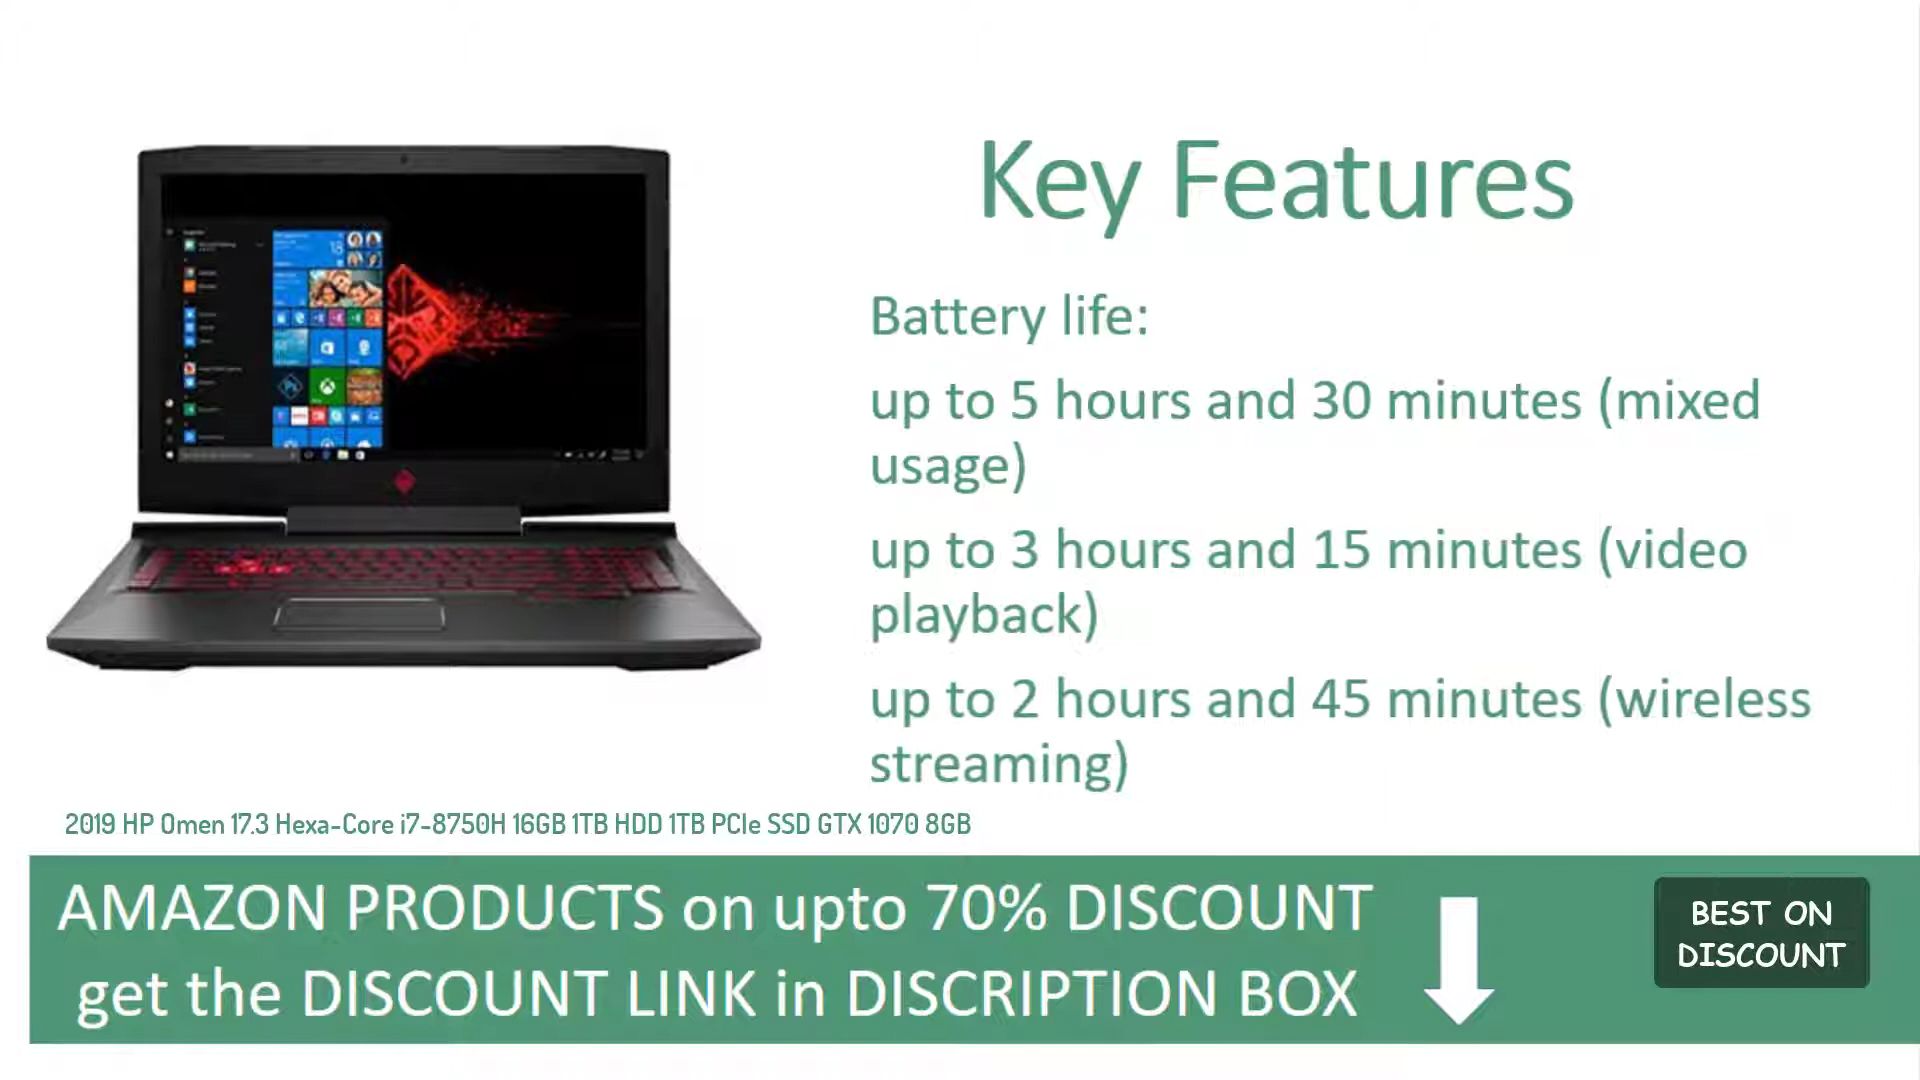 Key Features
Battery life:
up to 5 hours and 30 minutes (mixed
usage)
up to 3 hours and 15 minutes (video
playback)
up to 2 hours and 45 minutes (wireless
streaming)
2019 HP Omen 17.3 Hexa-Core i7-8750H 16GB 1TB HDD 1TB PCIe SSD GTX 1070 8GB
AMAZON PRODUCTS on upto 70% DISCOUNT
get the DISCOUNT LINK in DISCRIPTION BOX
BEST ON
DISCOUNT